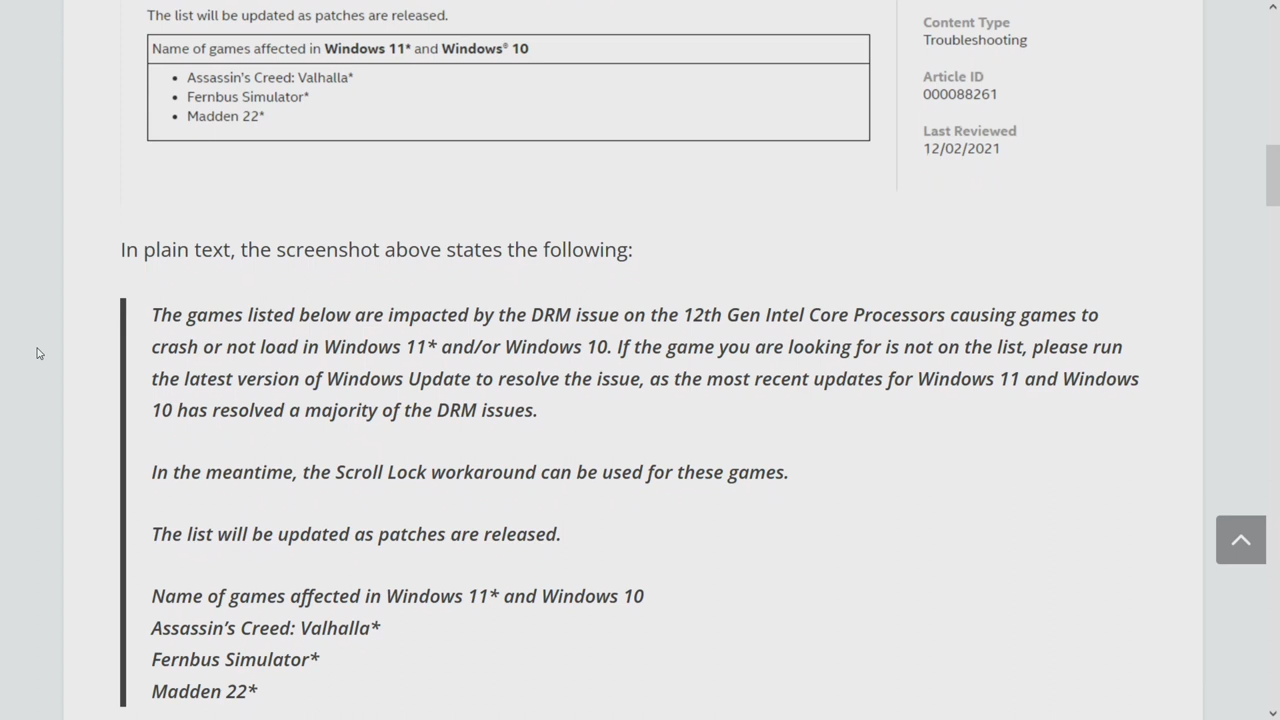 The list will be updated as patches are released.
Name of games affected in Windows 11* and Windows® 10
• Assassin's Creed: Valhalla*
• Fernbus Simulator*
• Madden 22*
Content Type
Troubleshooting
Article ID
000088261
Last Reviewed
12/02/2021
In plain text, the screenshot above states the following:
The games listed below are impacted by the DRM issue on the 12th Gen Intel Core Processors causing games to
crash or not load in Windows 11* and/or Windows 10. If the game you are looking for is not on the list, please run
the latest version of Windows Update to resolve the issue, as the most recent updates for Windows 11 and Windows
10 has resolved a majority of the DRM issues.
In the meantime, the Scroll Lock workaround can be used for these games.
The list will be updated as patches are released.
Name of games affected in Windows 11* and Windows 10
Assassin’s Creed: Valhalla*
Fernbus Simulator*
Madden 22*